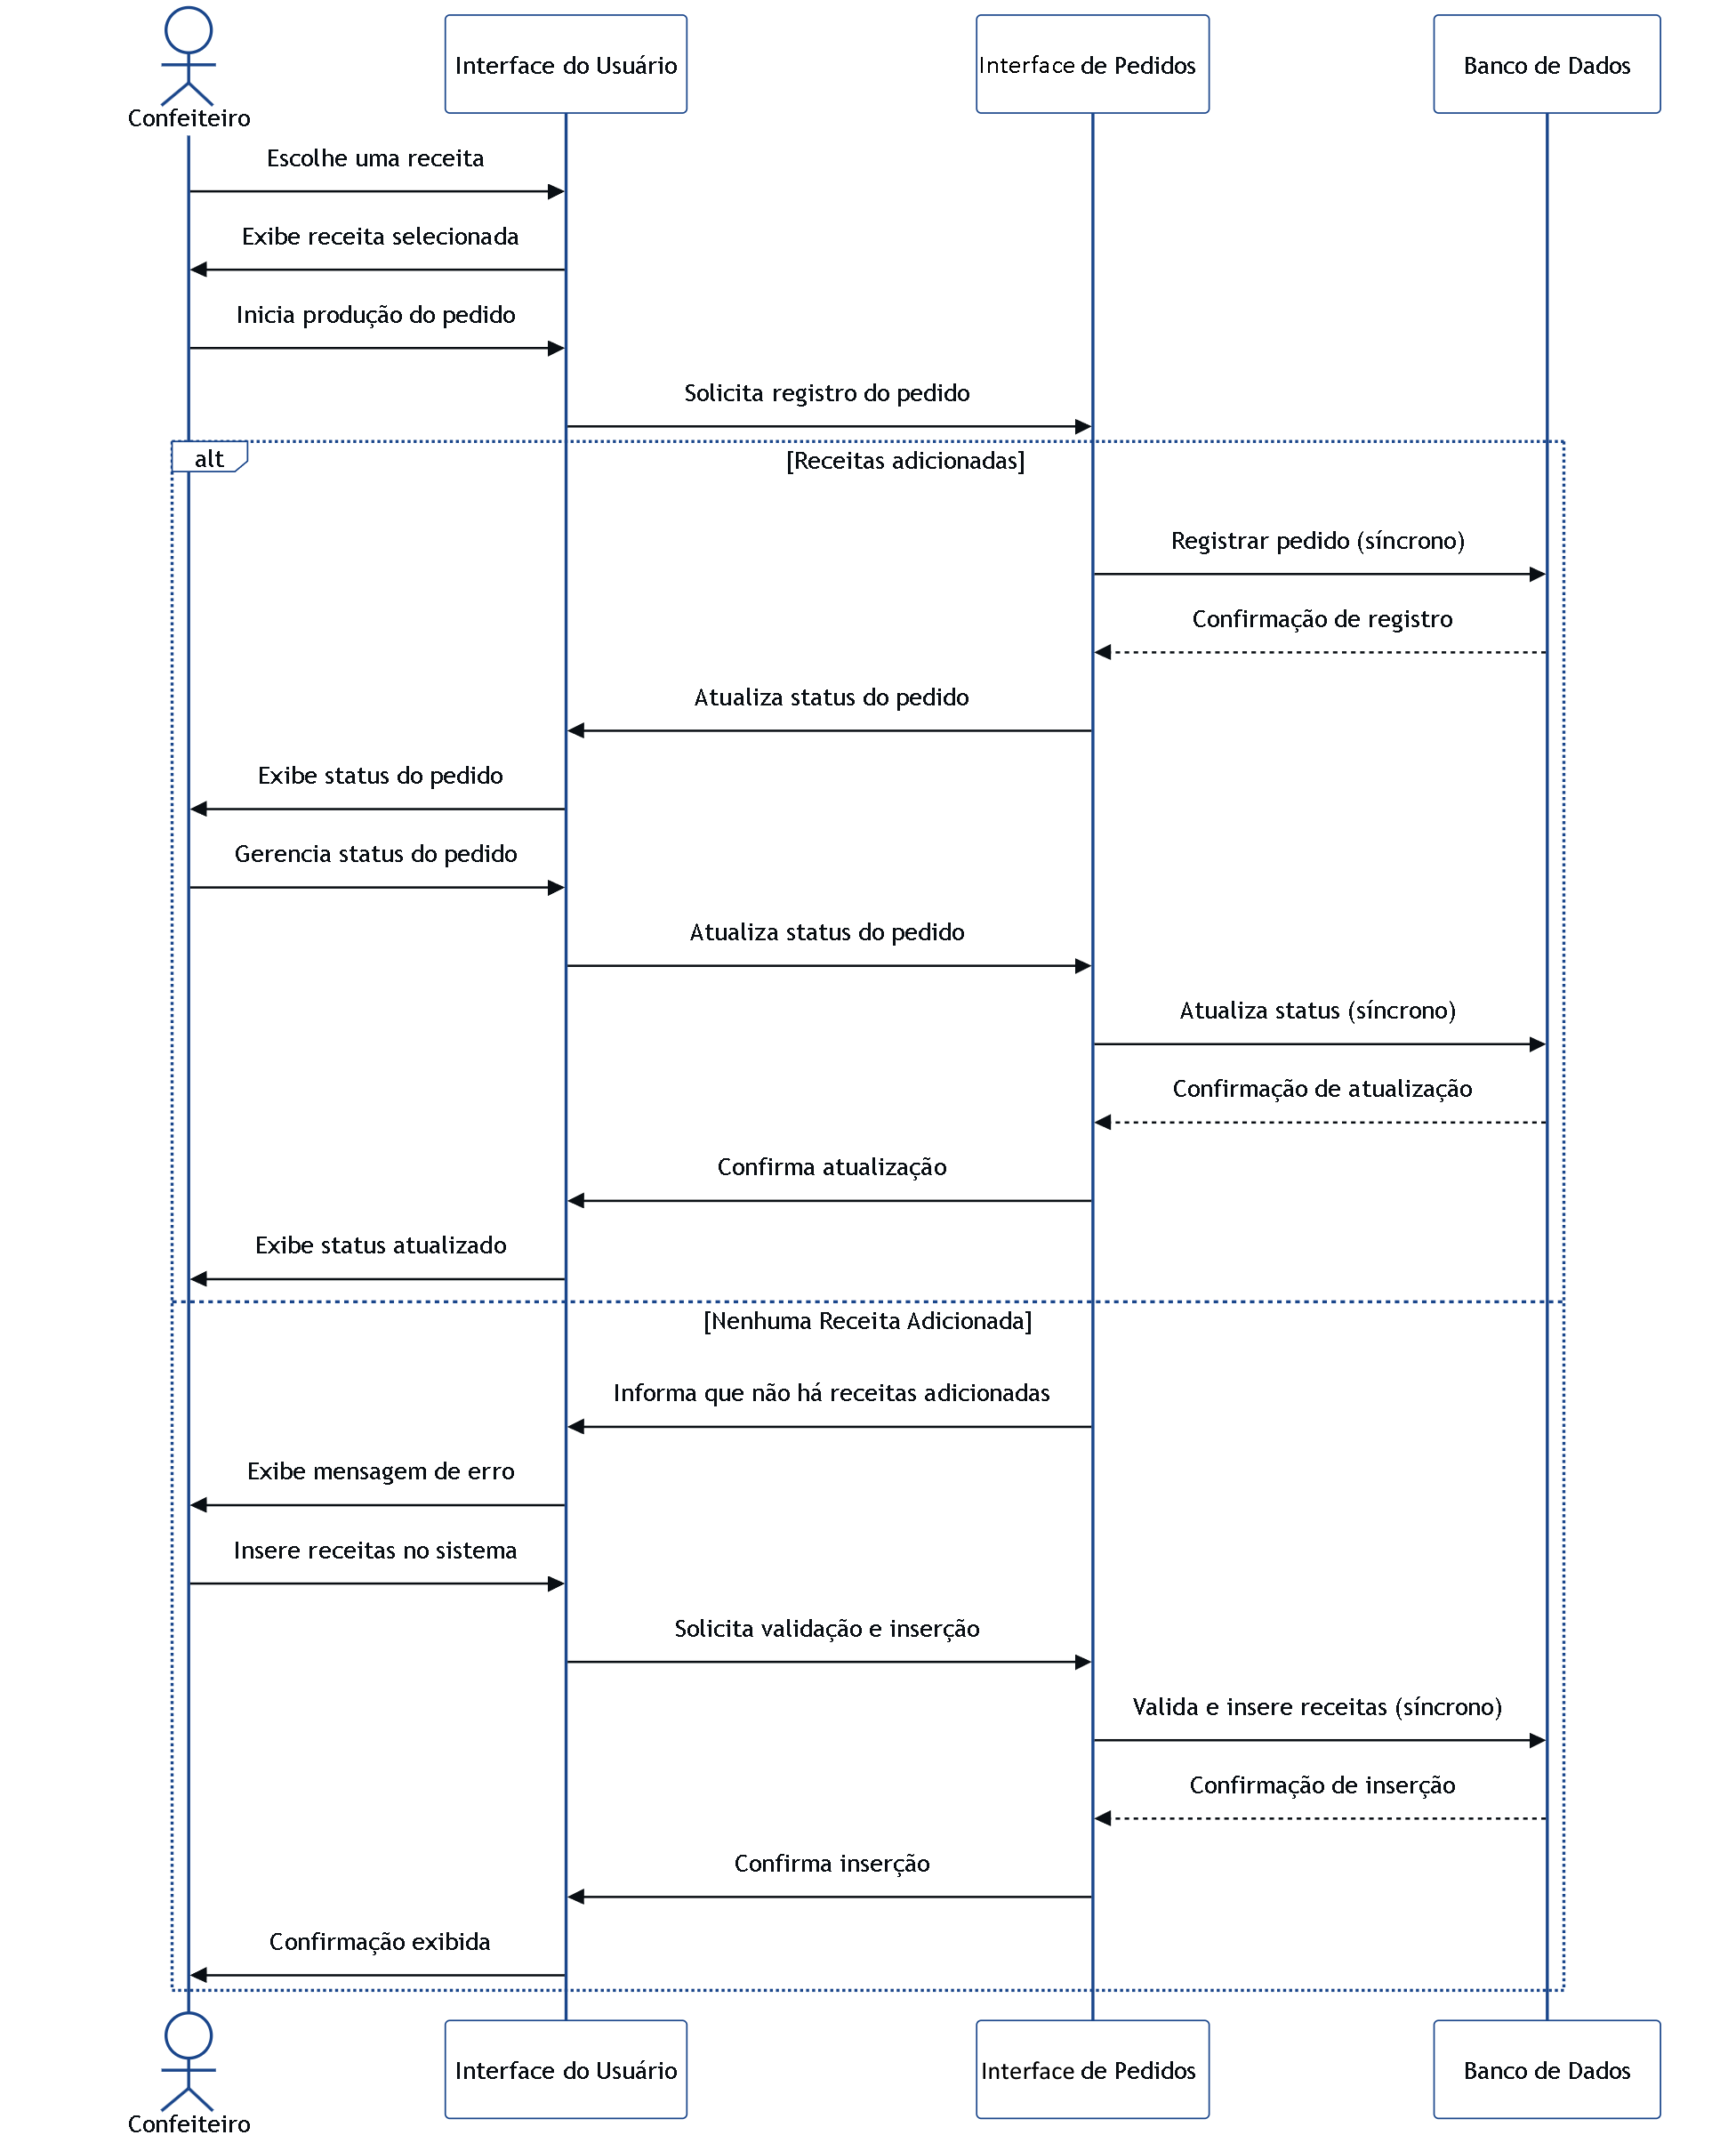 Confeiteiro
Interface do Usuário
Interface de Pedidos
Banco de Dados
Escolhe uma receita
Exibe receita selecionada
Inicia produção do pedido
Solicita registro do pedido
alt
[Receitas adicionadas]
Registrar pedido (síncrono)
Confirmação de registro
Atualiza status do pedido
Exibe status do pedido
Gerencia status do pedido
Atualiza status do pedido
Atualiza status (síncrono)
Confirmação de atualização
Confirma atualização
Exibe status atualizado
[Nenhuma Receita Adicionada]
Informa que não há receitas adicionadas
Exibe mensagem de erro
Insere receitas no sistema
Solicita validação e inserção
Valida e insere receitas (síncrono)
Confirmação de inserção
Confirma inserção
Confirmação exibida
Confeiteiro
Interface do Usuário
Interface de Pedidos
Banco de Dados